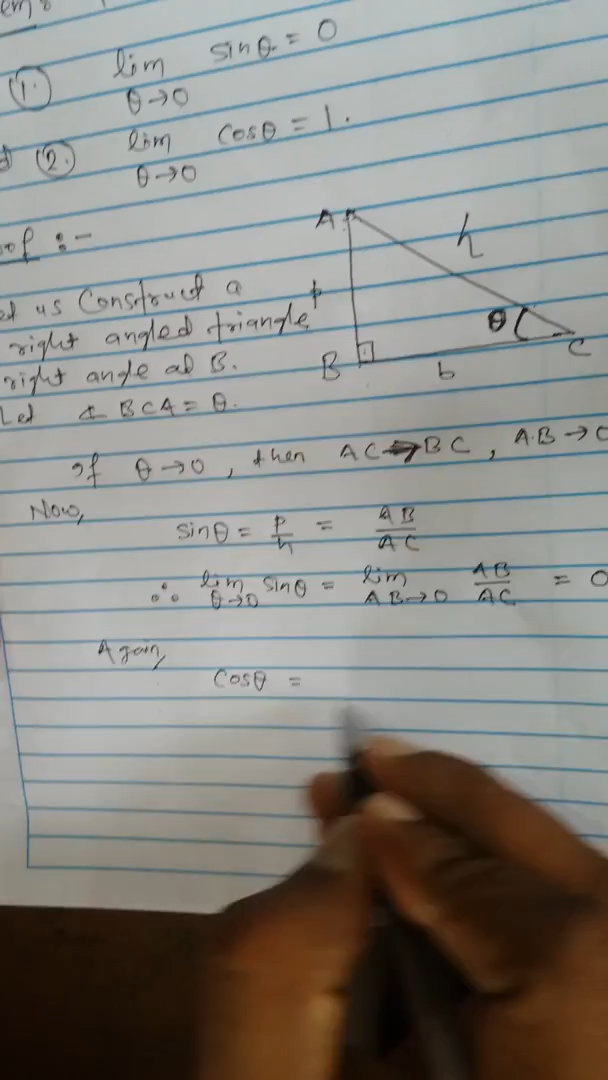 (1). lim sinθ = 0
θ→0
(2). lim cosθ = 1.
θ→0
A
h
p
θ
B
b
C
us Construct a
right angled triangle
right angle at B.
Let ∡ BCA = θ.
If θ→0, then AC→BC, AB→0
Now,
sinθ = p/h = AB/AC
∴ lim sinθ = lim AB/AC = 0
θ→0 AB→0
Again,
cosθ =